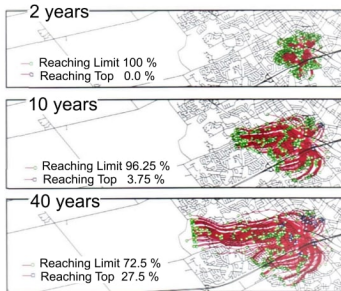 2 years
Reaching Limit 100 %
Reaching Top 0.0 %
10 years
Reaching Limit 96.25 %
Reaching Top 3.75 %
40 years
Reaching Limit 72.5 %
Reaching Top 27.5 %